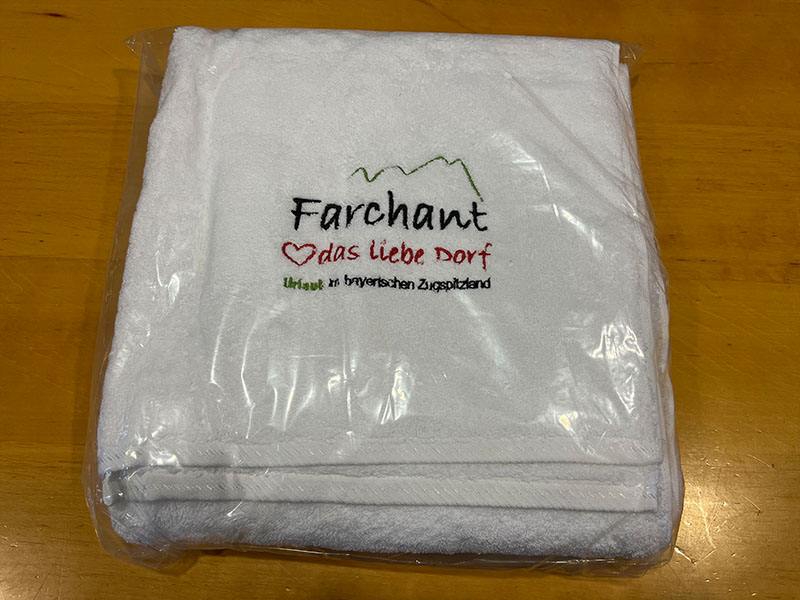 Farchant
das liebe Dorf
Urlaub im bayerischen Zugspitzland